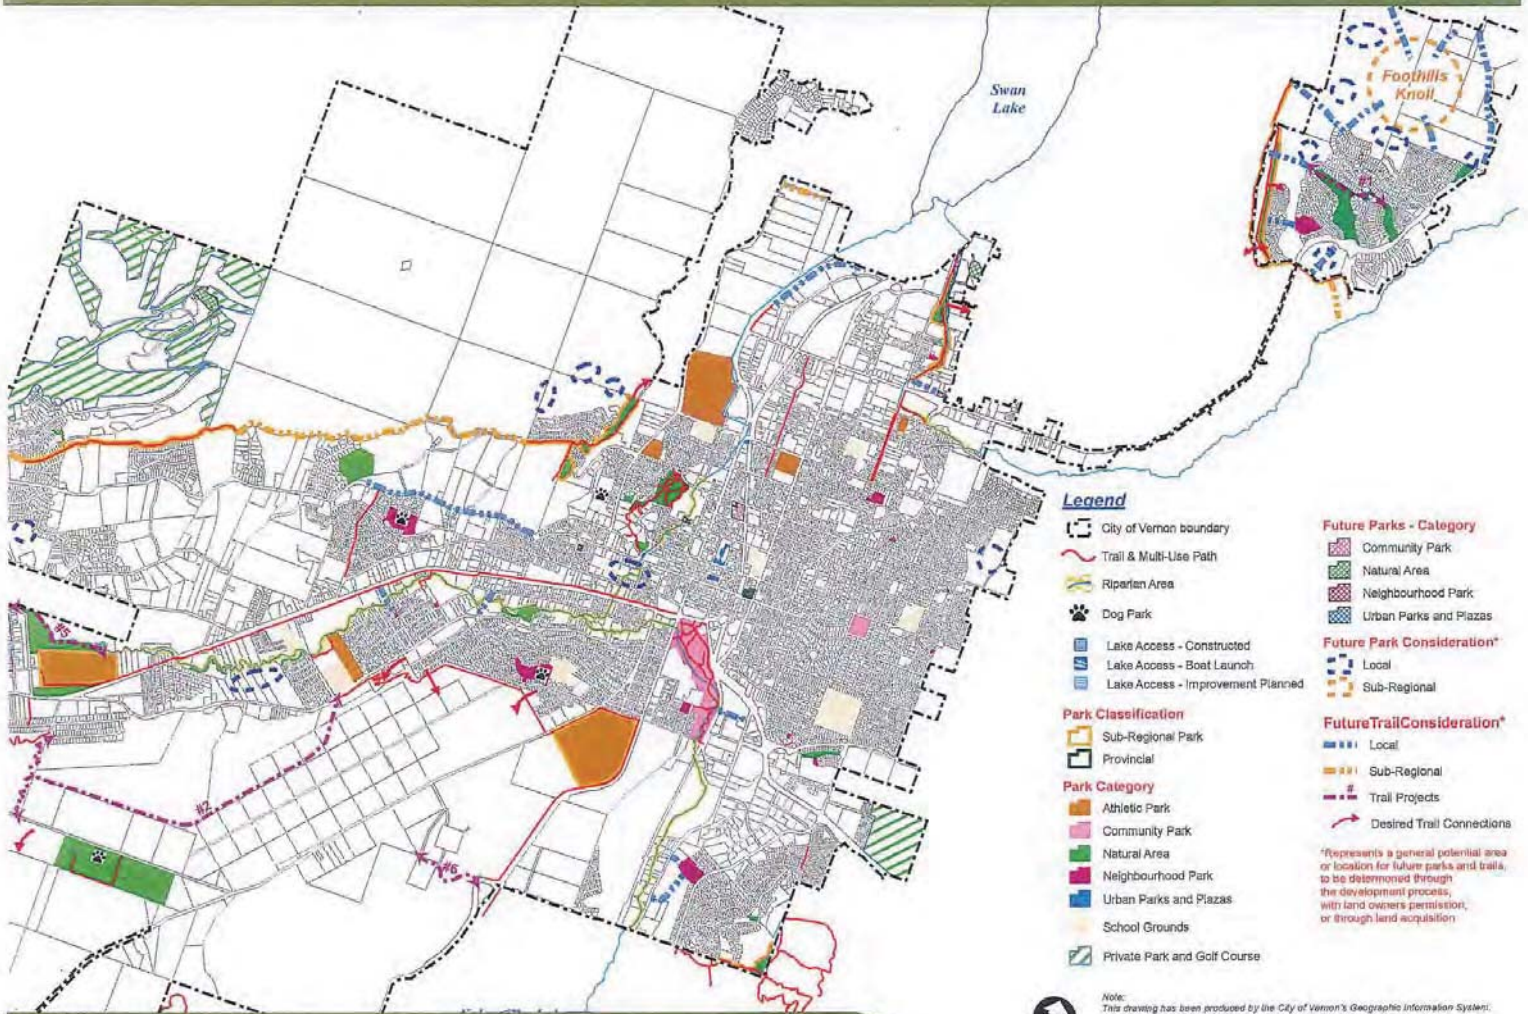 Swan
Lake
Foothills
Knoll
#1
#5
#2
#6
Legend
City of Vernon boundary
Trail & Multi-Use Path
Riparian Area
Dog Park
Lake Access - Constructed
Lake Access - Boat Launch
Lake Access - Improvement Planned
Park Classification
Sub-Regional Park
Provincial
Park Category
Athletic Park
Community Park
Natural Area
Neighbourhood Park
Urban Parks and Plazas
School Grounds
Private Park and Golf Course
Future Parks - Category
Community Park
Natural Area
Neighbourhood Park
Urban Parks and Plazas
Future Park Consideration*
Local
Sub-Regional
FutureTrailConsideration*
Local
Sub-Regional
#
Trail Projects
Desired Trail Connections
*Represents a general potential area
or location for future parks and trails,
to be determoned through
the development process,
with land owners permission,
or through land acquisition
Note:
This drawing has been produced by the City of Vernon's Geographic Information System.